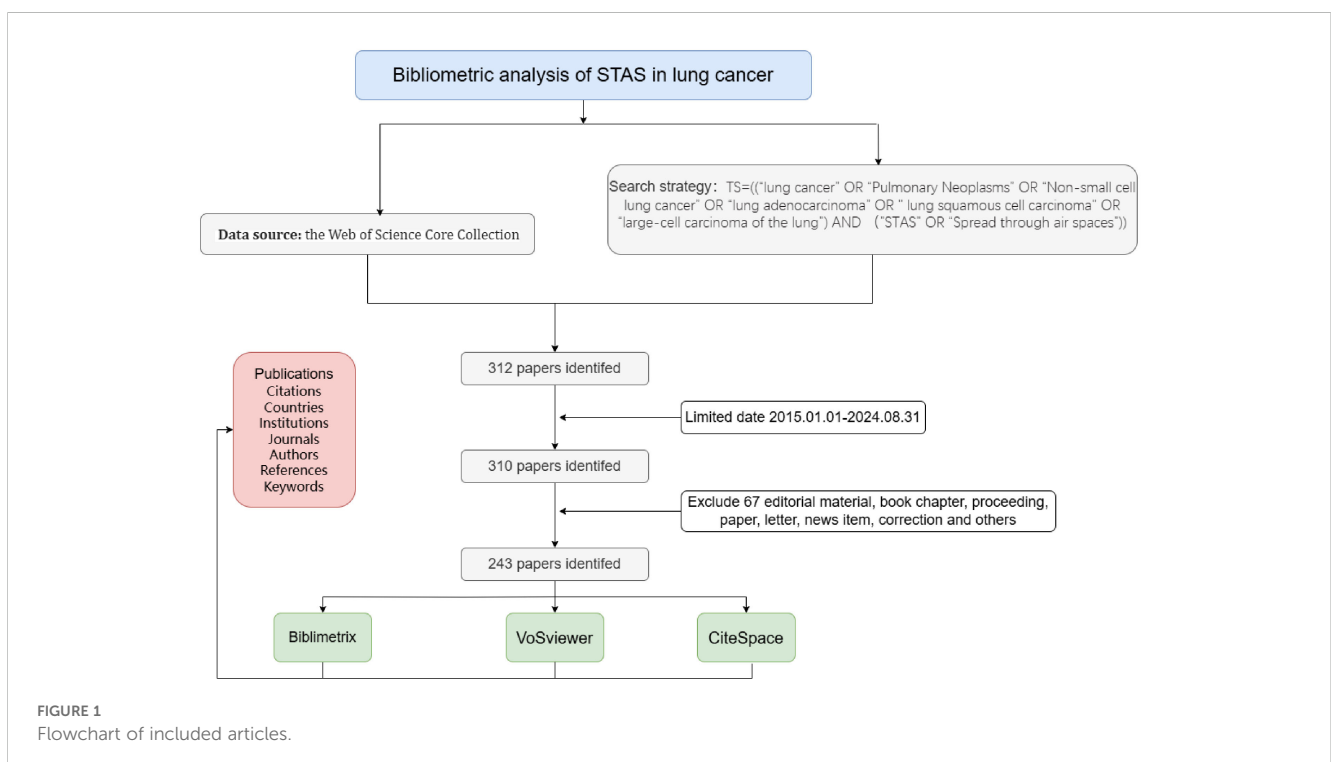 Bibliometric analysis of STAS in lung cancer
Search strategy: TS=((“lung cancer” OR “Pulmonary Neoplasms” OR “Non-small cell
lung cancer” OR “lung adenocarcinoma” OR “ lung squamous cell carcinoma” OR
“large-cell carcinoma of the lung”) AND （“STAS” OR “Spread through air spaces”))
Data source: the Web of Science Core Collection
312 papers identifed
Publications
Citations
Countries
Institutions
Journals
Authors
References
Keywords
Limited date 2015.01.01-2024.08.31
310 papers identifed
Exclude 67 editorial material, book chapter, proceeding,
paper, letter, news item, correction and others
243 papers identifed
Biblimetrix
VoSviewer
CiteSpace
FIGURE 1
Flowchart of included articles.